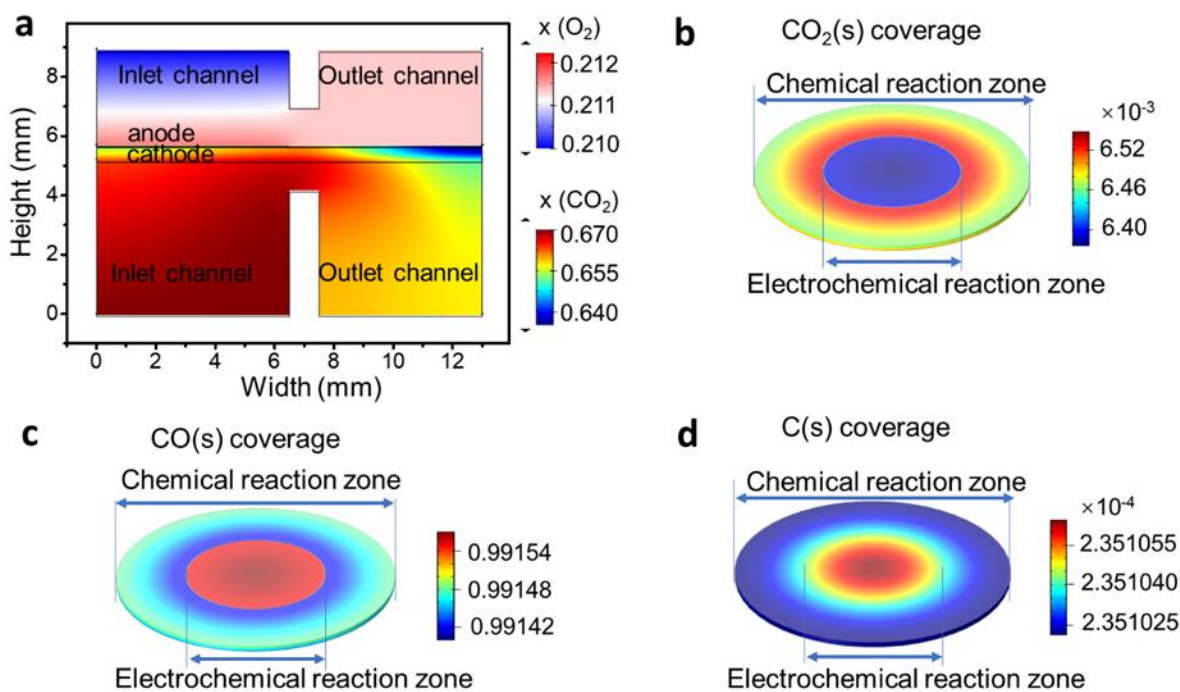 a
x (O₂)
0.212
0.211
0.210
x (CO₂)
0.670
0.655
0.640
Height (mm)
8
6
4
2
0
Inlet channel
Outlet channel
anode
cathode
Inlet channel
Outlet channel
0 2 4 6 8 10 12
Width (mm)
b
CO₂(s) coverage
Chemical reaction zone
×10⁻³
6.52
6.46
6.40
Electrochemical reaction zone
c
CO(s) coverage
Chemical reaction zone
0.99154
0.99148
0.99142
Electrochemical reaction zone
d
C(s) coverage
Chemical reaction zone
×10⁻⁴
2.351055
2.351040
2.351025
Electrochemical reaction zone